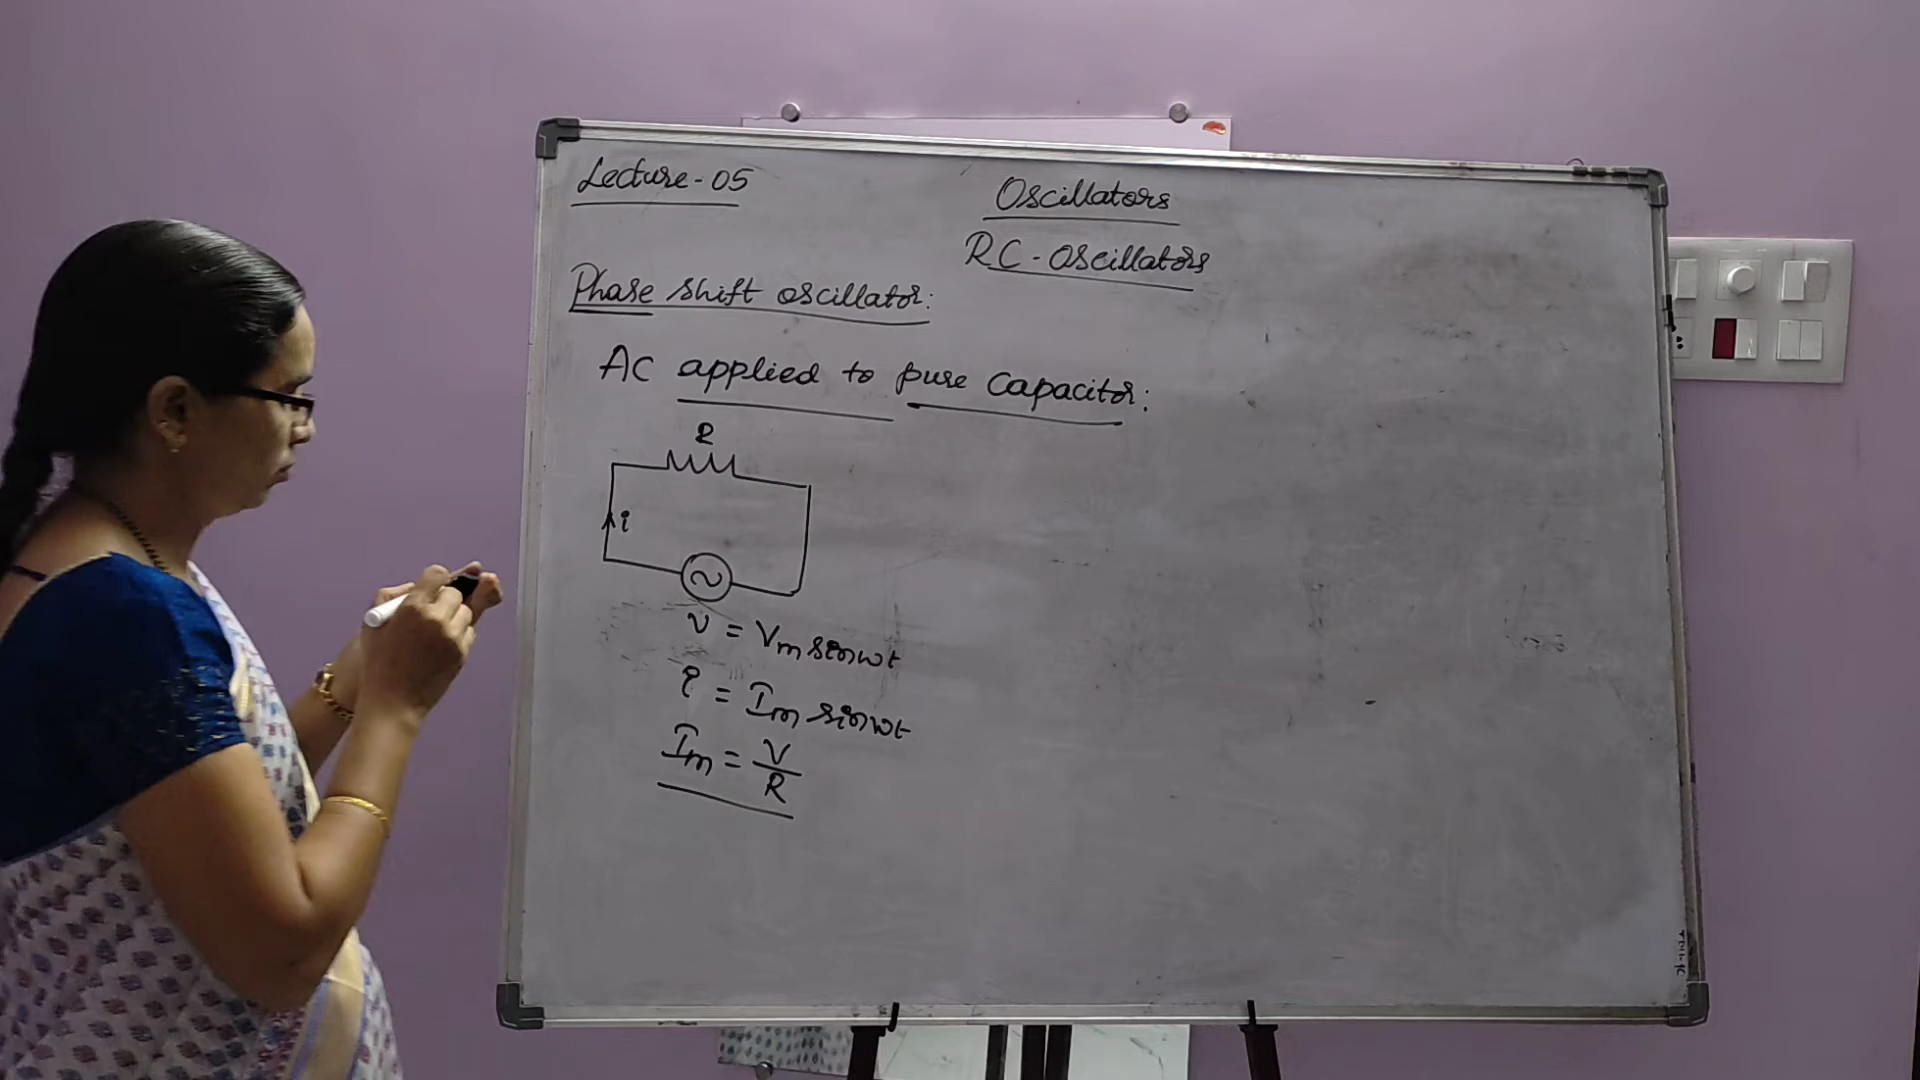 Lecture-05
Oscillators
RC-Oscillators
Phase shift oscillator:
AC applied to pure capacitor:
R
i
v = Vm sinωt
i = Im sinωt
Im = V/R